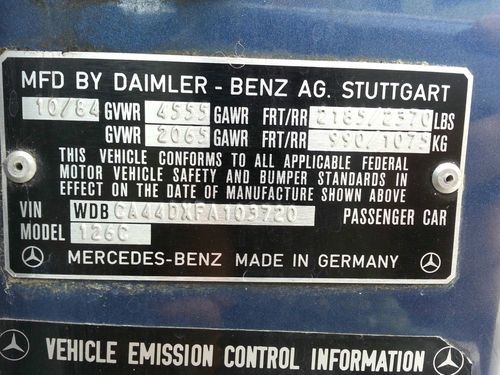 MFD BY DAIMLER - BENZ AG. STUTTGART
10/84 GVWR 4555 GAWR FRT/RR 2185/2370 LBS
GVWR 2065 GAWR FRT/RR 990/1075 KG
THIS VEHICLE CONFORMS TO ALL APPLICABLE FEDERAL
MOTOR VEHICLE SAFETY AND BUMPER STANDARDS IN
EFFECT ON THE DATE OF MANUFACTURE SHOWN ABOVE
VIN WDBCA44DXFA103720 PASSENGER CAR
MODEL 126C
MERCEDES-BENZ MADE IN GERMANY
VEHICLE EMISSION CONTROL INFORMATION